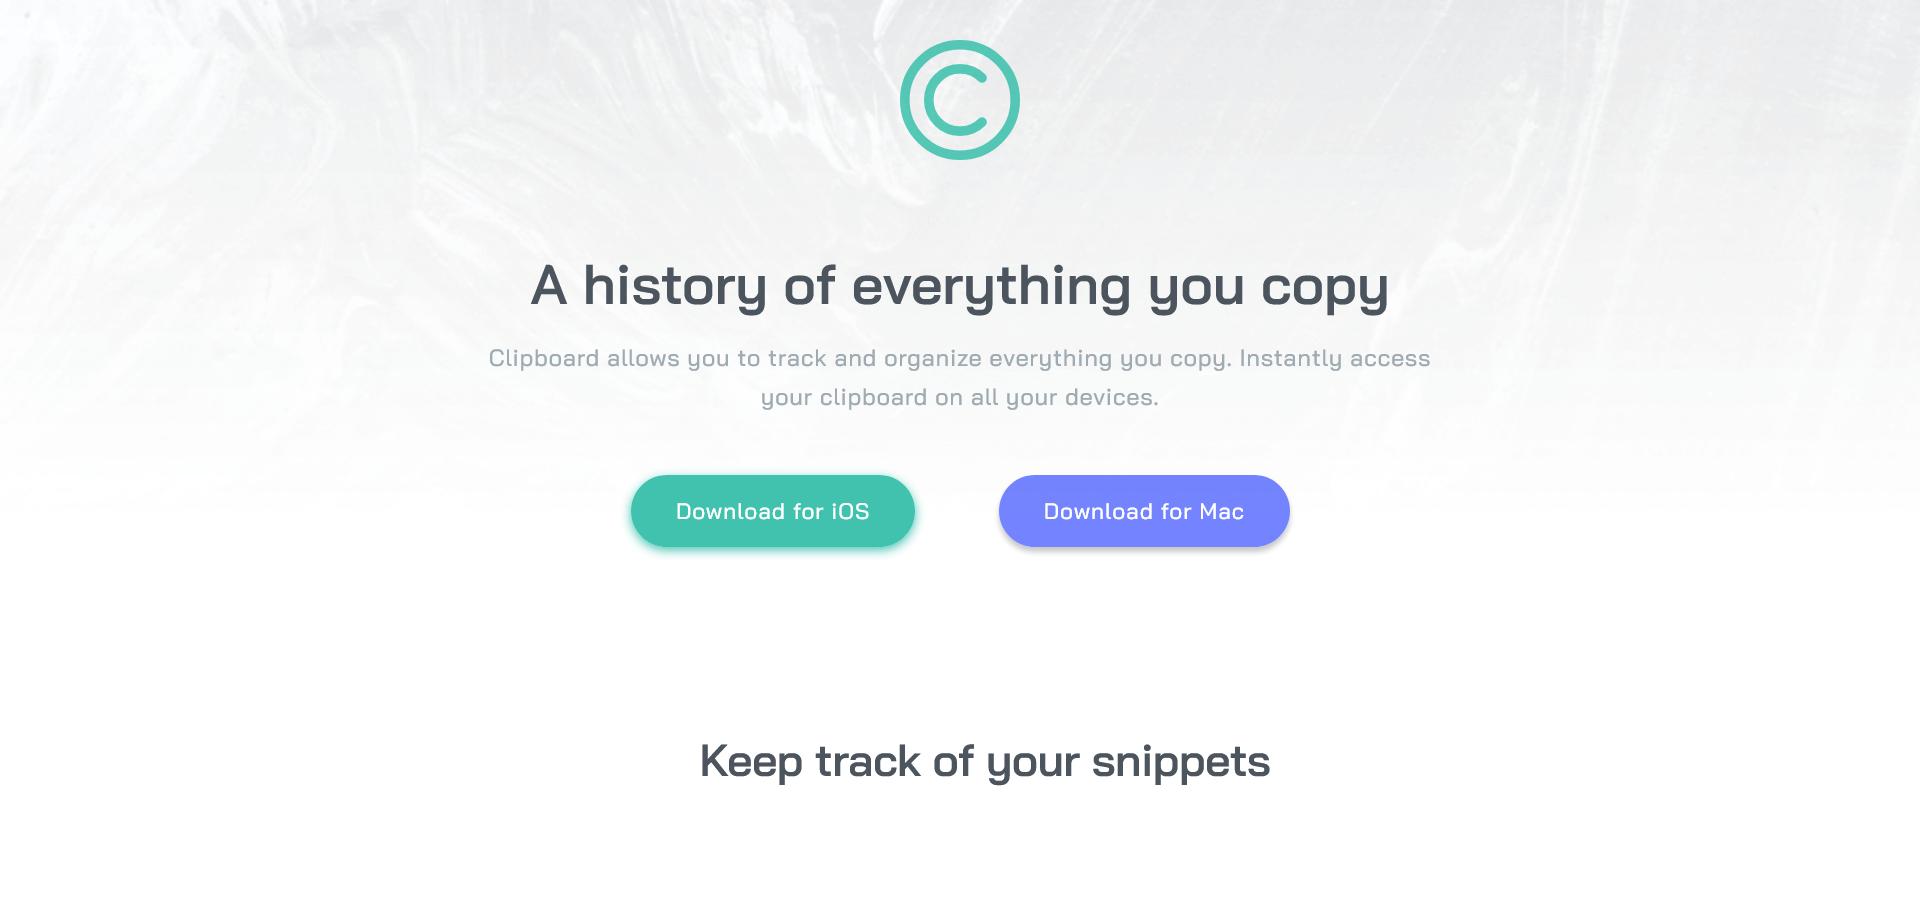 A history of everything you copy
Clipboard allows you to track and organize everything you copy. Instantly access
your clipboard on all your devices.
Download for iOS
Download for Mac
Keep track of your snippets